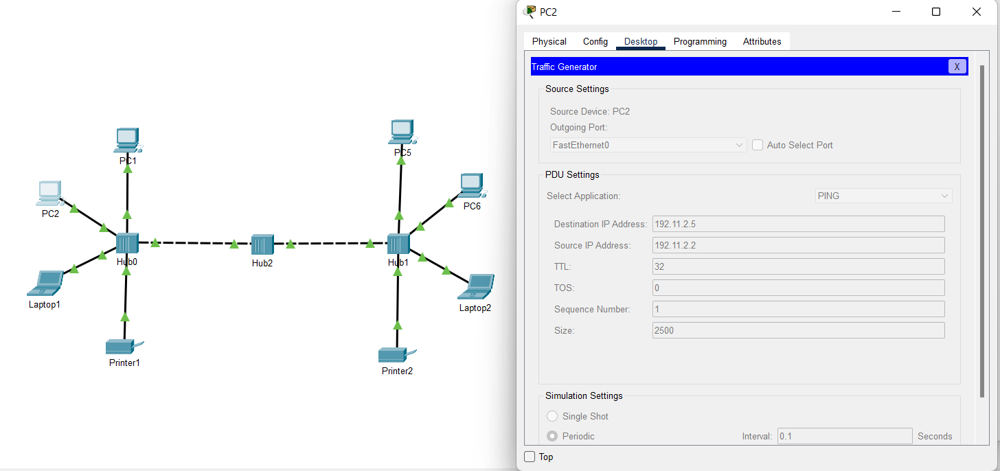 PC1
PC2
Hub0
Laptop1
Printer1
Hub2
PC5
PC6
Hub1
Laptop2
Printer2
PC2
Physical Config Desktop Programming Attributes
Traffic Generator X
Source Settings
Source Device: PC2
Outgoing Port:
FastEthernet0 Auto Select Port
PDU Settings
Select Application: PING
Destination IP Address: 192.11.2.5
Source IP Address: 192.11.2.2
TTL: 32
TOS: 0
Sequence Number: 1
Size: 2500
Simulation Settings
Single Shot
Periodic Interval: 0.1 Seconds
Top